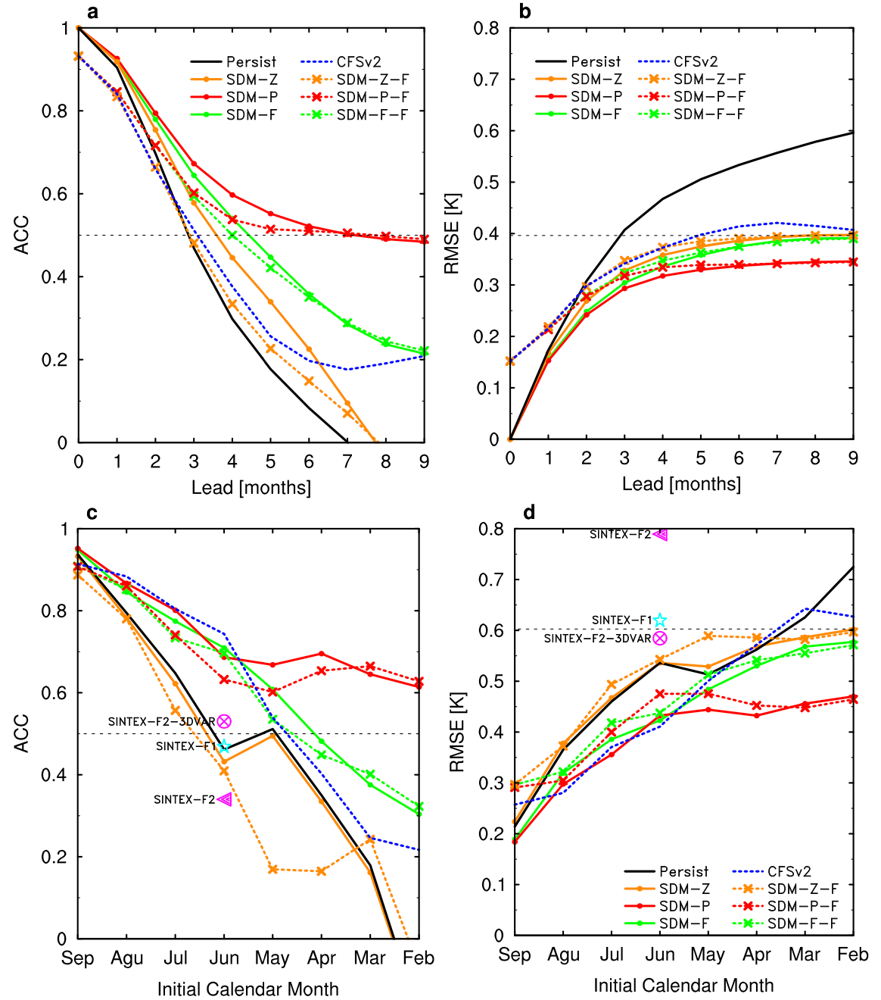 a
1
0.8
0.6
0.4
0.2
0
ACC
Persist
SDM-Z
SDM-P
SDM-F
CFSv2
SDM-Z-F
SDM-P-F
SDM-F-F
0 1 2 3 4 5 6 7 8 9
Lead [months]
b
0.8
0.7
0.6
0.5
0.4
0.3
0.2
0.1
0
RMSE [K]
Persist
SDM-Z
SDM-P
SDM-F
CFSv2
SDM-Z-F
SDM-P-F
SDM-F-F
0 1 2 3 4 5 6 7 8 9
Lead [months]
c
1
0.8
0.6
0.4
0.2
0
ACC
SINTEX-F2-3DVAR
SINTEX-F1
SINTEX-F2
Sep Agu Jul Jun May Apr Mar Feb
Initial Calendar Month
d
0.8
0.7
0.6
0.5
0.4
0.3
0.2
0.1
0
RMSE [K]
SINTEX-F2
SINTEX-F1
SINTEX-F2-3DVAR
Persist
SDM-Z
SDM-P
SDM-F
CFSv2
SDM-Z-F
SDM-P-F
SDM-F-F
Sep Agu Jul Jun May Apr Mar Feb
Initial Calendar Month